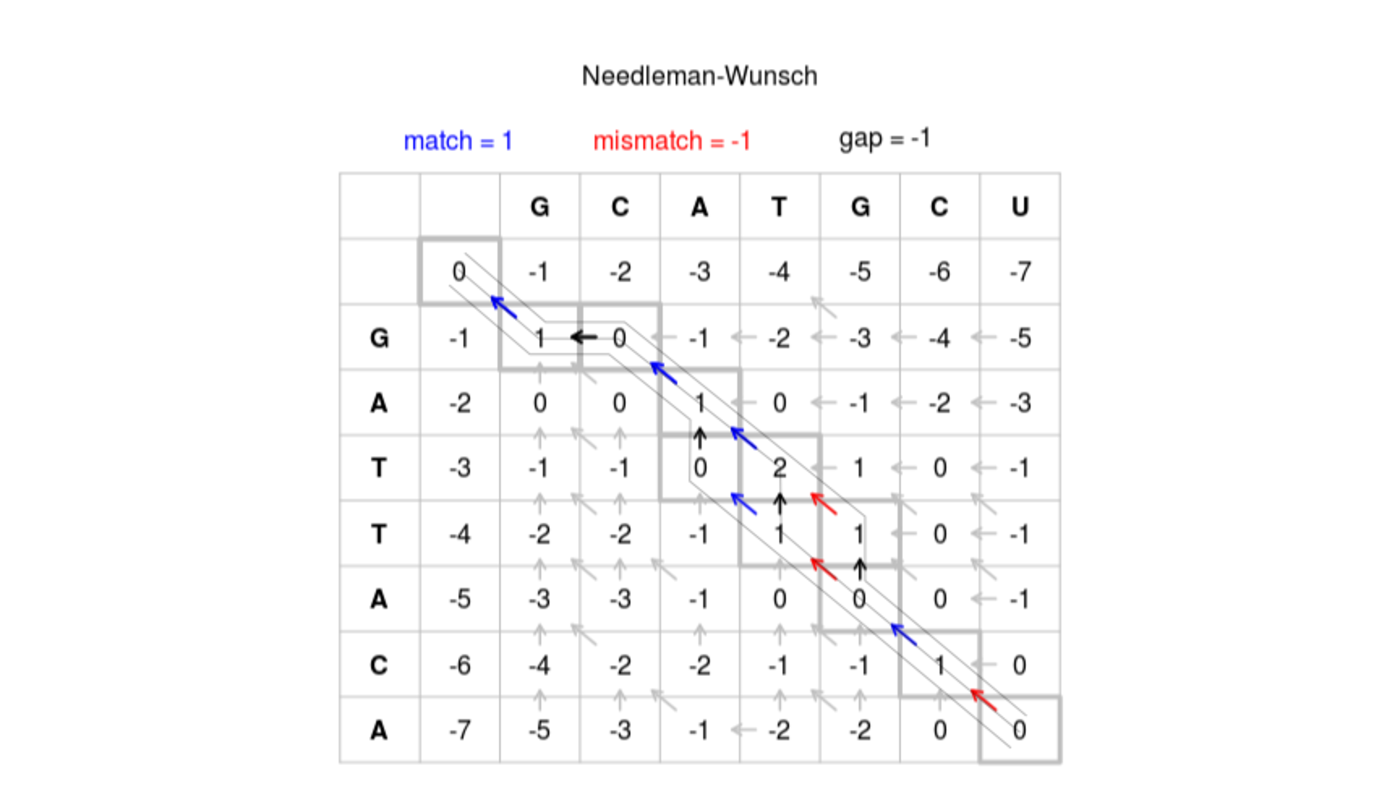 Needleman-Wunsch
match = 1 mismatch = -1 gap = -1
G C A T G C U
0 -1 -2 -3 -4 -5 -6 -7
G -1 1 0 -1 -2 -3 -4 -5
A -2 0 0 1 0 -1 -2 -3
T -3 -1 -1 0 2 1 0 -1
T -4 -2 -2 -1 1 1 0 -1
A -5 -3 -3 -1 0 0 0 -1
C -6 -4 -2 -2 -1 -1 1 0
A -7 -5 -3 -1 -2 -2 0 0